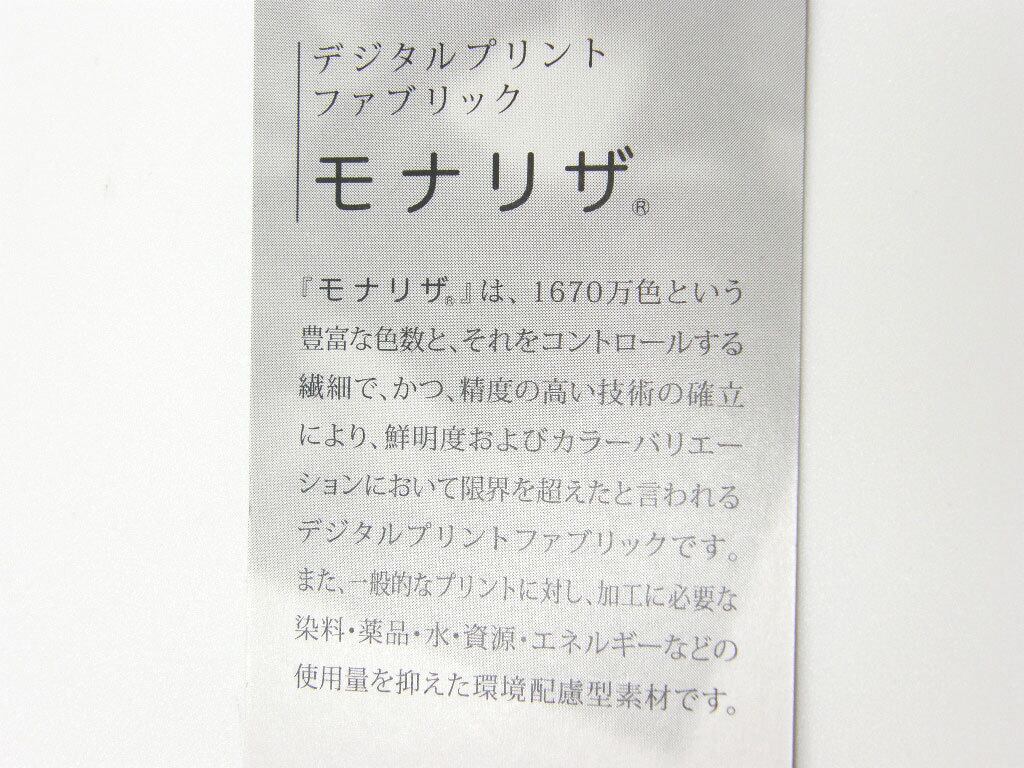 デジタルプリント
ファブリック
モナリザ®
『モナリザ®』は、1670万色という
豊富な色数と、それをコントロールする
繊細で、かつ、精度の高い技術の確立
により、鮮明度およびカラーバリエー
ションにおいて限界を超えたと言われる
デジタルプリントファブリックです。
また、一般的なプリントに対し、加工に必要な
染料・薬品・水・資源・エネルギーなどの
使用量を抑えた環境配慮型素材です。